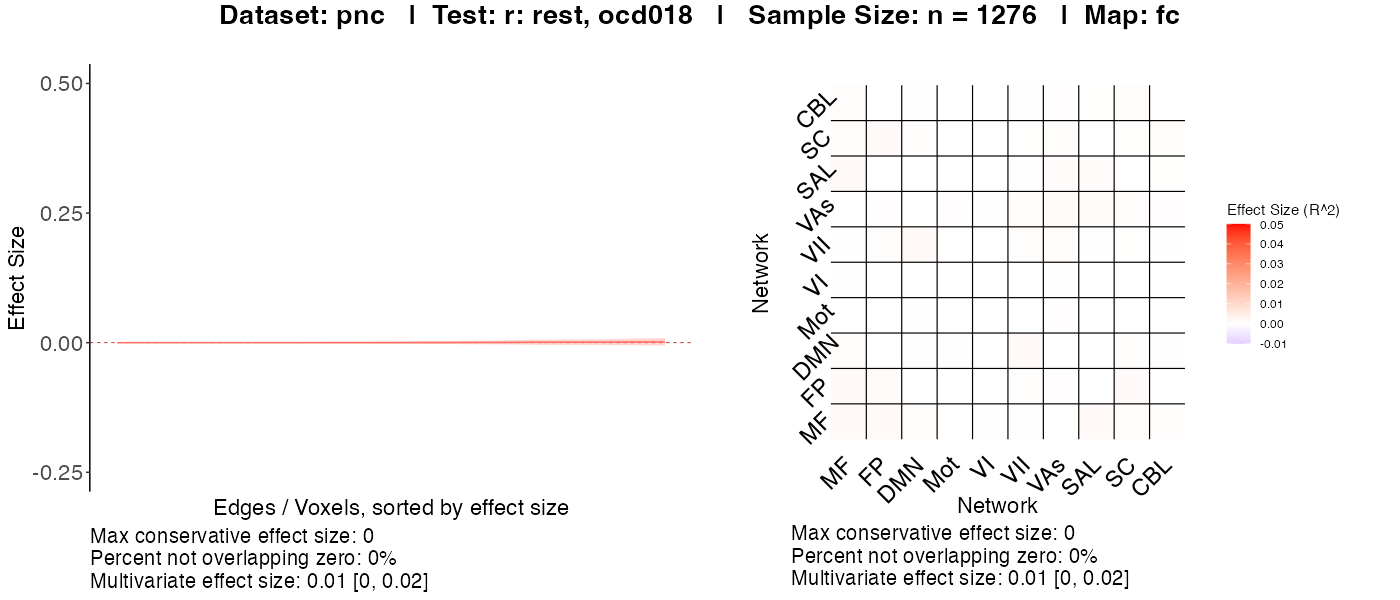 Dataset: pnc | Test: r: rest, ocd018 | Sample Size: n = 1276 | Map: fc
0.50
0.25
0.00
-0.25
Effect Size
Edges / Voxels, sorted by effect size
Max conservative effect size: 0
Percent not overlapping zero: 0%
Multivariate effect size: 0.01 [0, 0.02]
Network
CBL
SC
SAL
VAs
VII
VI
Mot
DMN
FP
MF
MF
FP
DMN
Mot
VI
VII
VAs
SAL
SC
CBL
Network
Max conservative effect size: 0
Percent not overlapping zero: 0%
Multivariate effect size: 0.01 [0, 0.02]
Effect Size (R^2)
0.05
0.04
0.03
0.02
0.01
0.00
-0.01